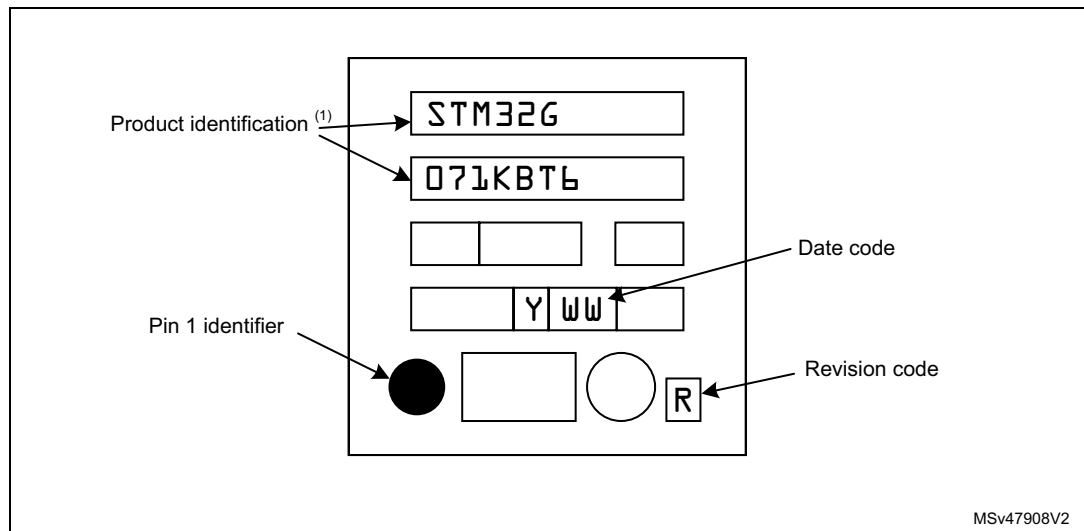 STM32G
Product identification (1)
071KBT6
Date code
Y WW
Pin 1 identifier
Revision code
R
MSv47908V2